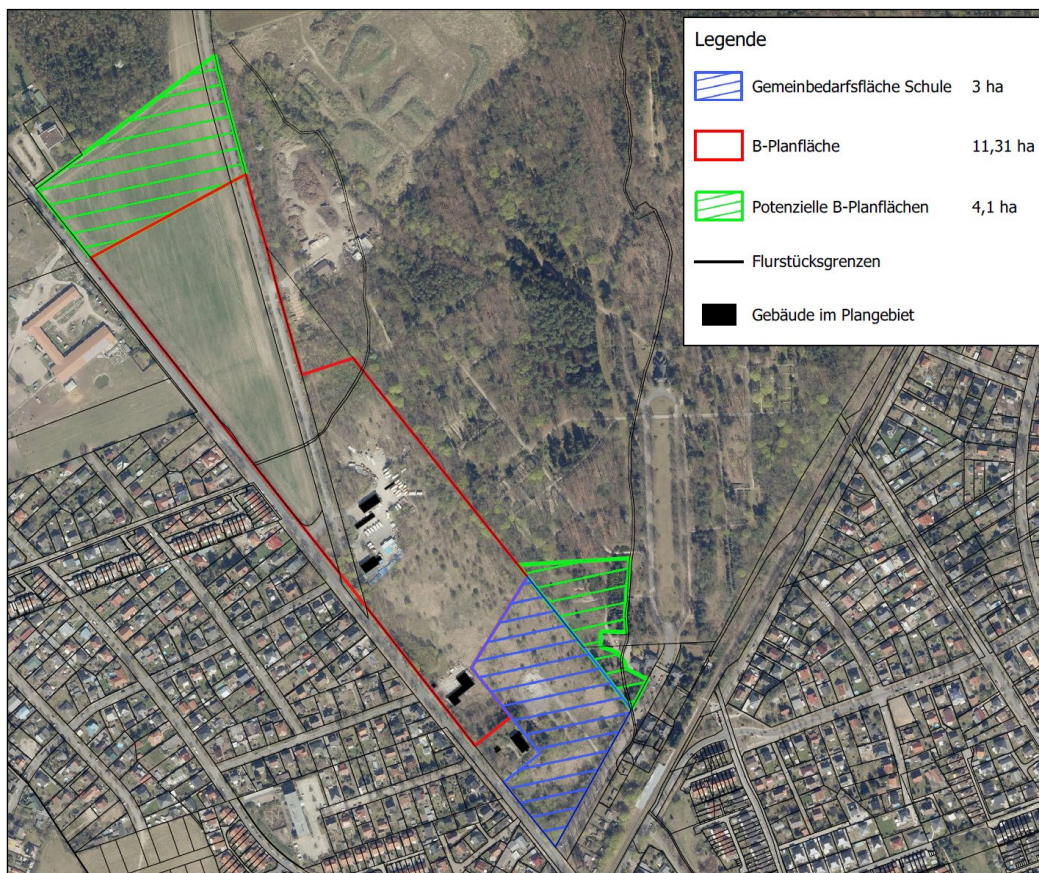 Legende
Gemeinbedarfsfläche Schule 3 ha
B-Planfläche 11,31 ha
Potenzielle B-Planflächen 4,1 ha
Flurstücksgrenzen
Gebäude im Plangebiet